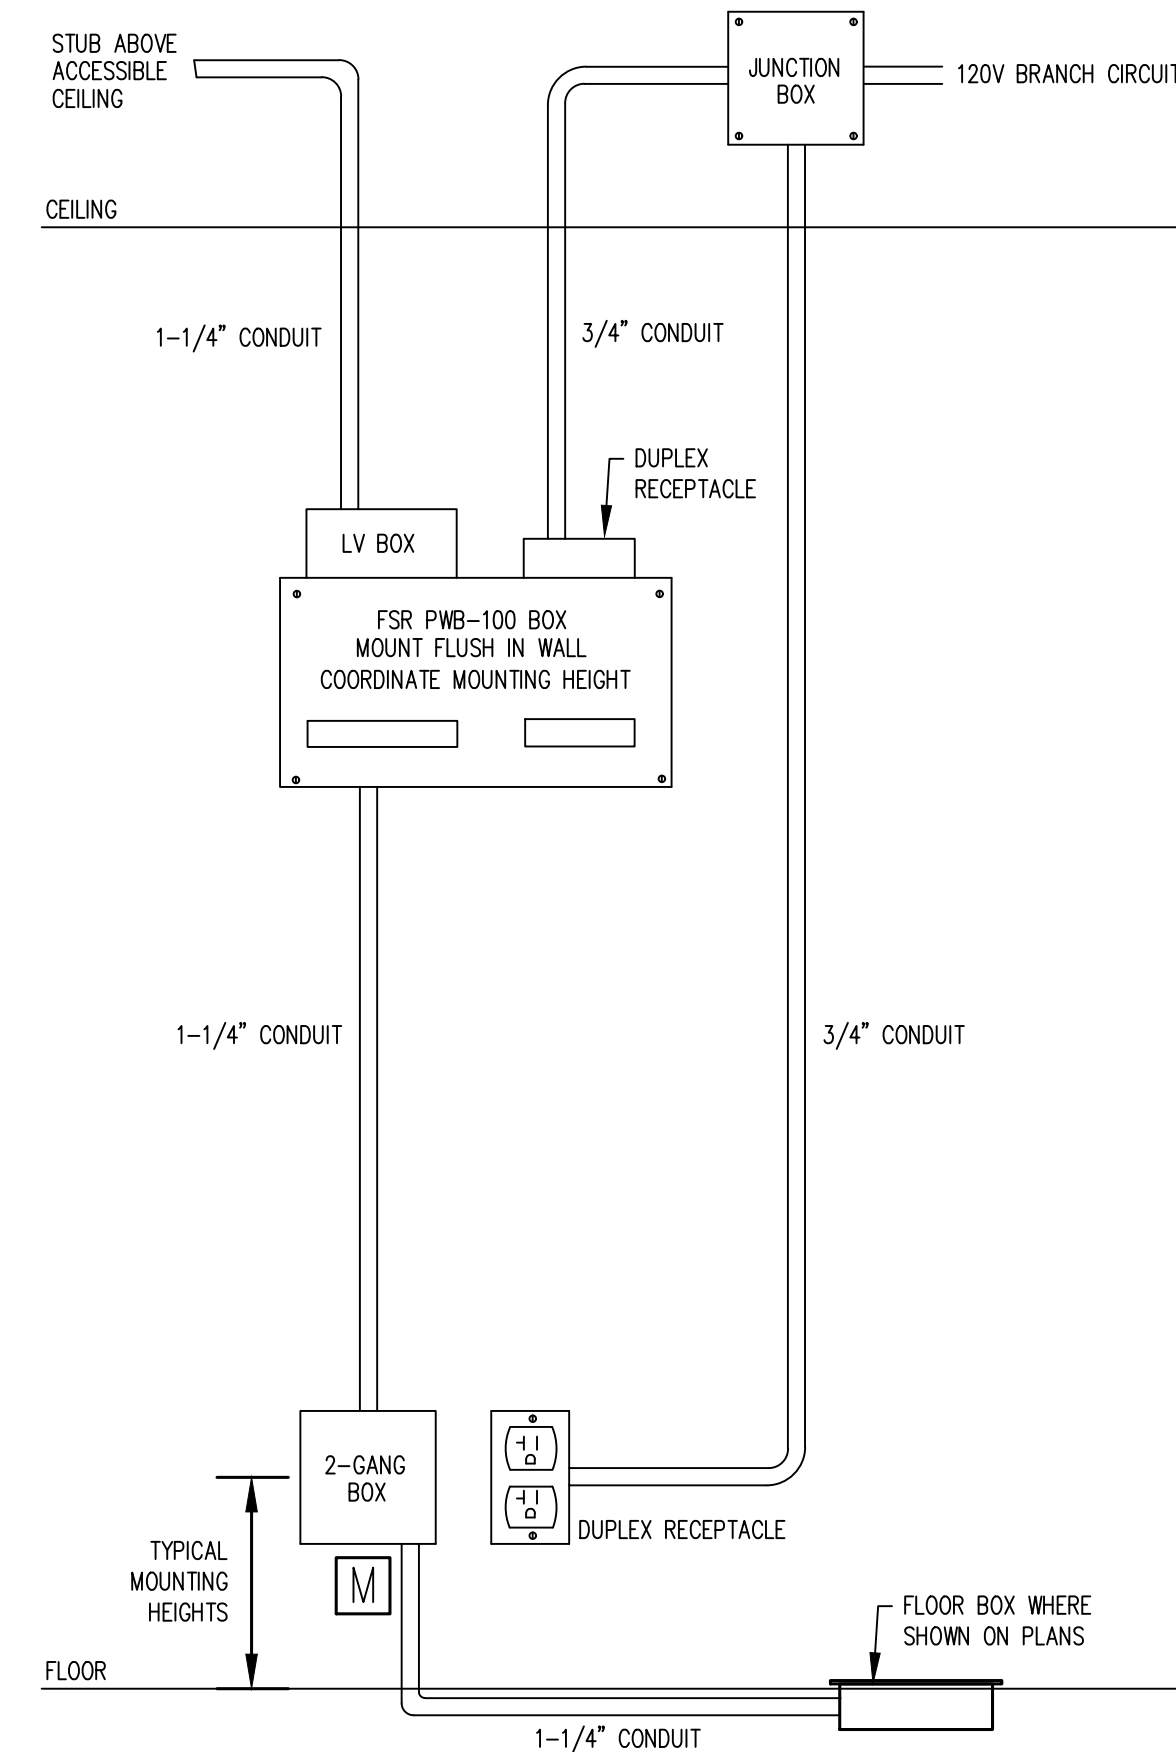 STUB ABOVE
ACCESSIBLE
CEILING
JUNCTION
BOX
120V BRANCH CIRCUIT
CEILING
1-1/4" CONDUIT
3/4" CONDUIT
DUPLEX
RECEPTACLE
LV BOX
FSR PWB-100 BOX
MOUNT FLUSH IN WALL
COORDINATE MOUNTING HEIGHT
1-1/4" CONDUIT
3/4" CONDUIT
2-GANG
BOX
DUPLEX RECEPTACLE
TYPICAL
MOUNTING
HEIGHTS
M
FLOOR BOX WHERE
SHOWN ON PLANS
FLOOR
1-1/4" CONDUIT